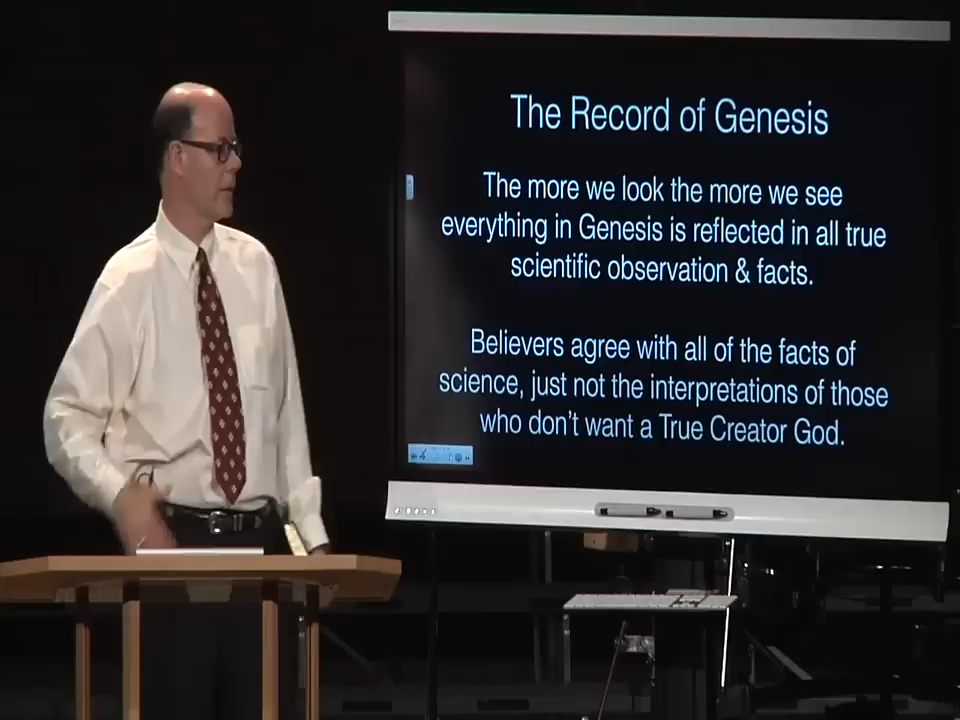 The Record of Genesis
The more we look the more we see
everything in Genesis is reflected in all true
scientific observation & facts.
Believers agree with all of the facts of
science, just not the interpretations of those
who don't want a True Creator God.